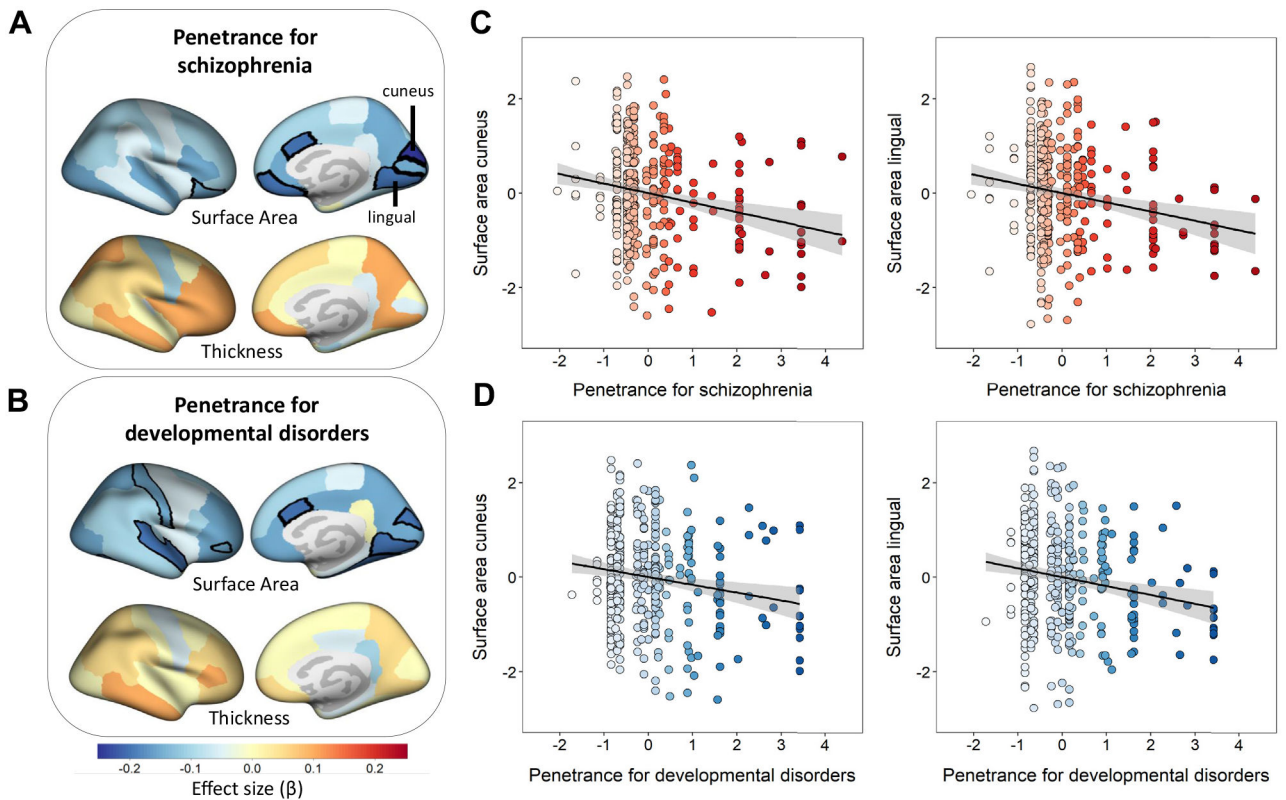 A
Penetrance for
schizophrenia
cuneus
lingual
Surface Area
Thickness
B
Penetrance for
developmental disorders
Surface Area
Thickness
-0.2 -0.1 0.0 0.1 0.2
Effect size (β)
C
Surface area cuneus
2
0
-2
-2 -1 0 1 2 3 4
Penetrance for schizophrenia
Surface area lingual
2
0
-2
-2 -1 0 1 2 3 4
Penetrance for schizophrenia
D
Surface area cuneus
2
0
-2
-2 -1 0 1 2 3 4
Penetrance for developmental disorders
Surface area lingual
2
0
-2
-2 -1 0 1 2 3 4
Penetrance for developmental disorders